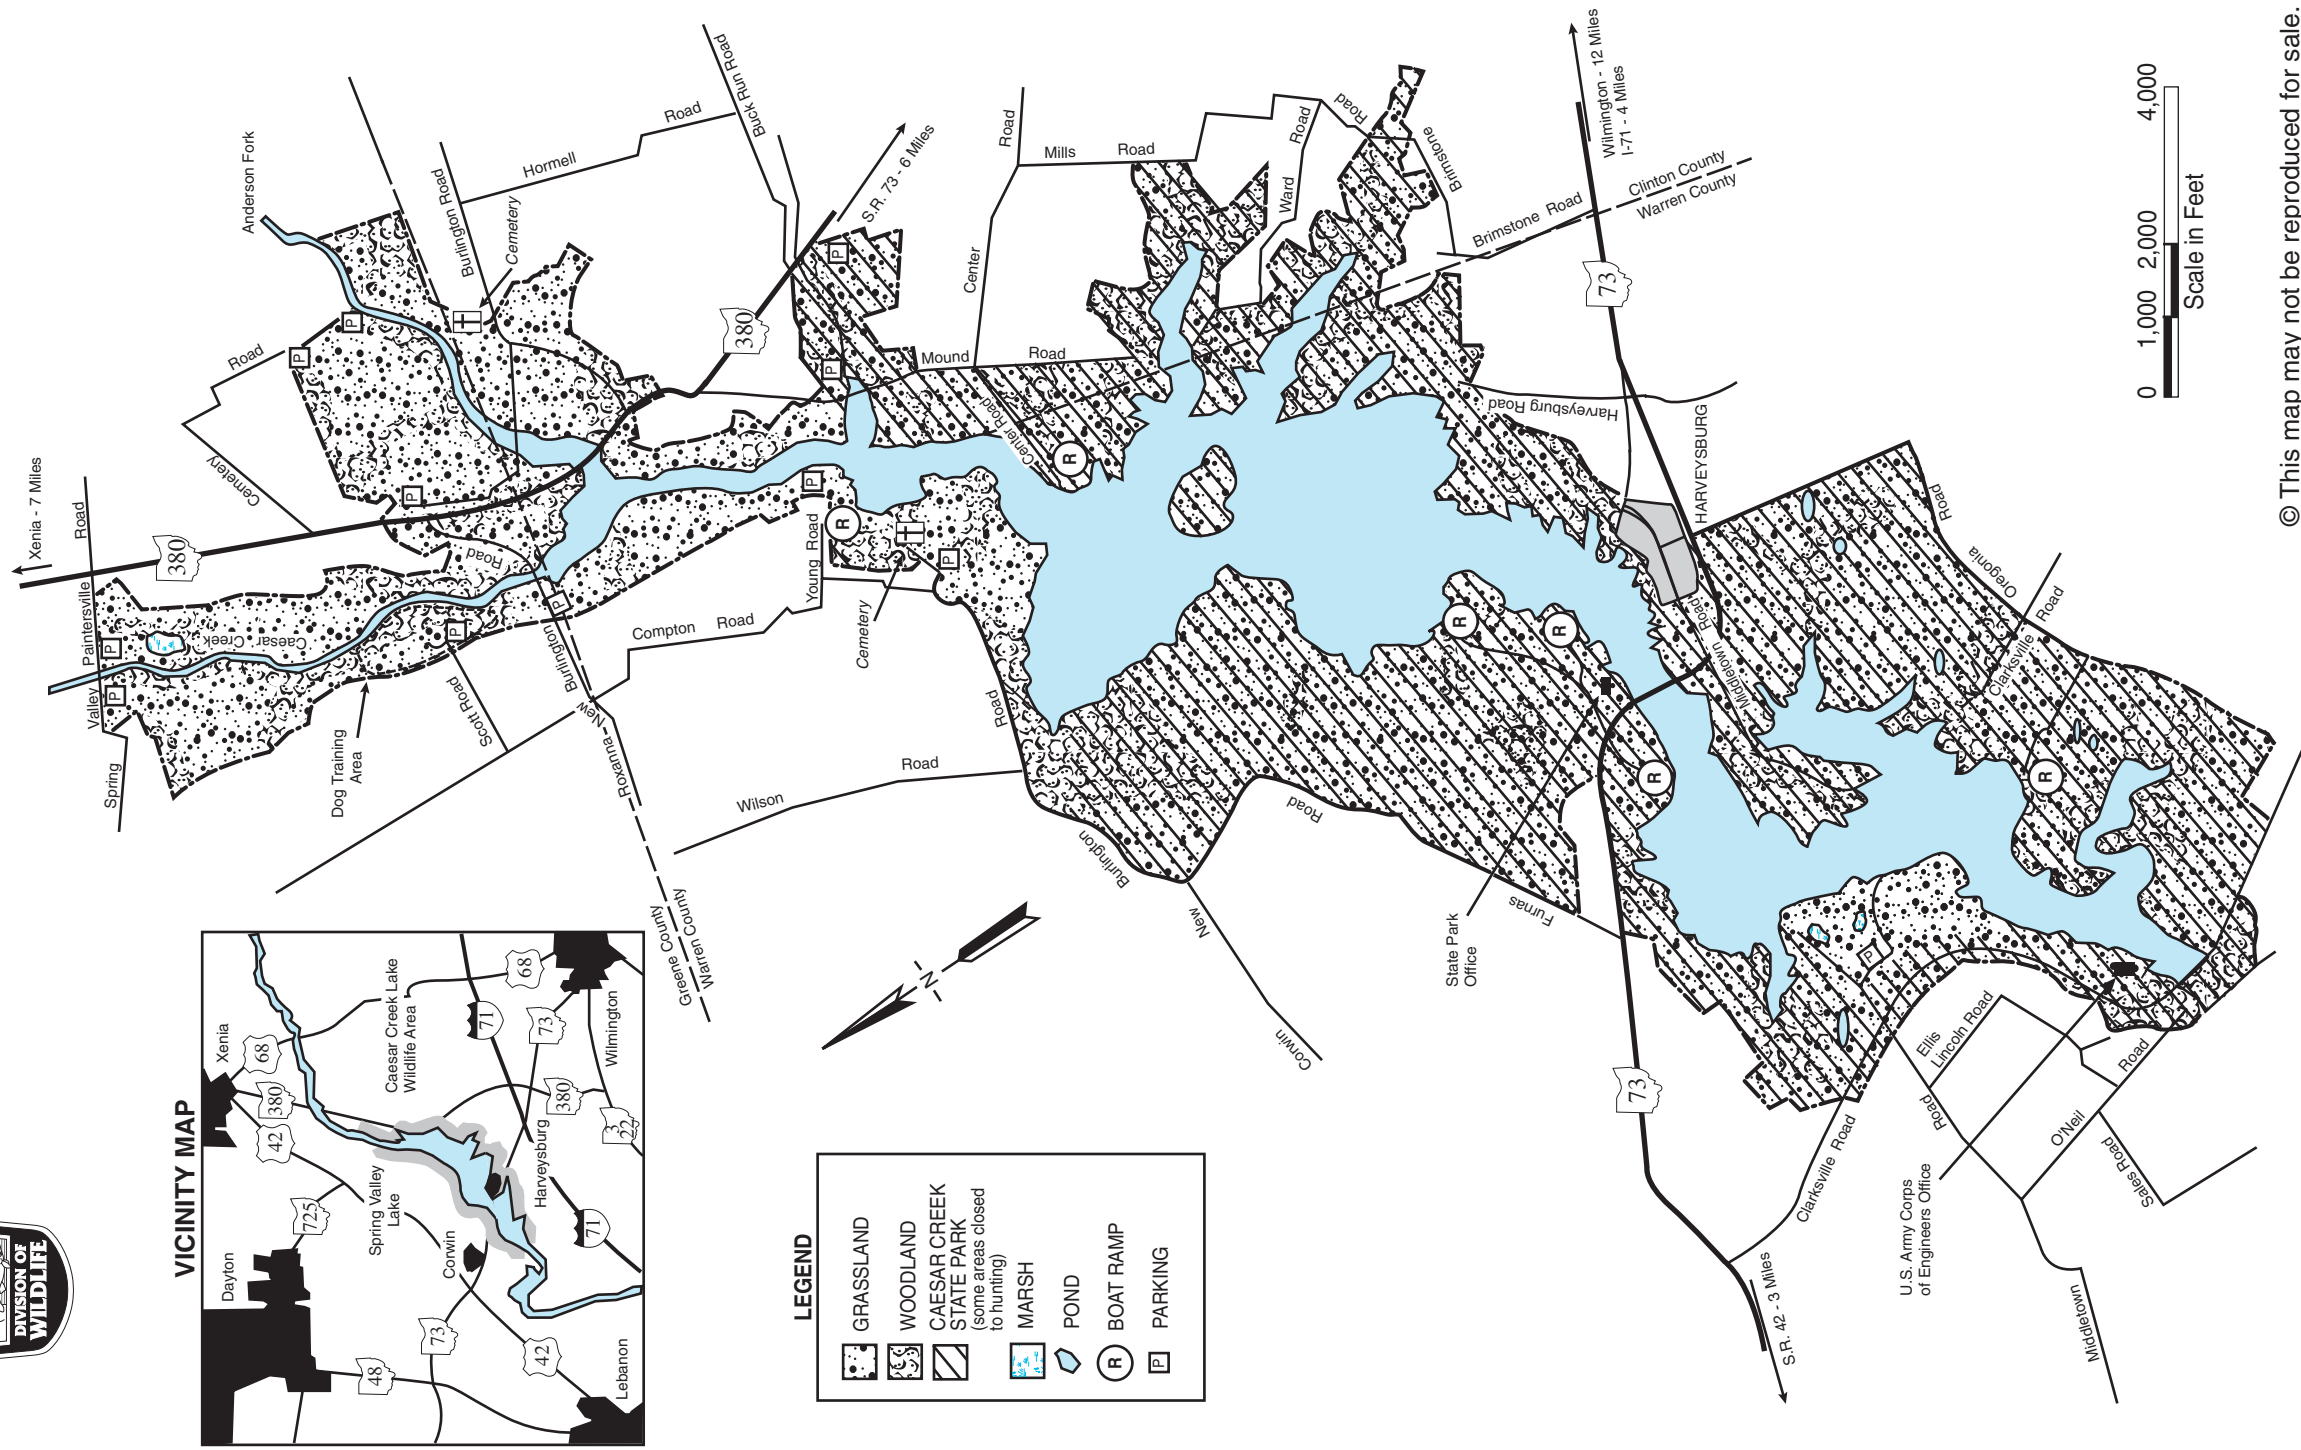 DIVISION OF
WILDLIFE
VICINITY MAP
Dayton
Xenia
725
42
380
68
Spring Valley
Lake
Caesar Creek Lake
Wildlife Area
68
71
73
Wilmington
380
3
22
Harveysburg
71
Corwin
73
48
42
Lebanon
LEGEND
GRASSLAND
WOODLAND
CAESAR CREEK
STATE PARK
(some areas closed
to hunting)
MARSH
POND
R
BOAT RAMP
P
PARKING
Xenia - 7 Miles
Paintersville
Road
380
Spring
Valley
P
P
Caesar
Creek
Dog Training
Area
Scott Road
P
Road
P
New
Burlington
Roxanna-New
Burlington
Greene County
Warren County
Cemetery
Road
P
P
P
Anderson Fork
Burlington Road
Cemetery
Hormell
Road
Buck Run Road
380
S.R. 73 - 6 Miles
P
P
Compton
Road
Young Road
P
R
Cemetery
P
Wilson
Road
Road
Burlington
New
Corwin
Road
Furnas
Center
Road
Mound
Road
Center Road
R
Mills
Road
Ward
Road
Road
Brimstone
Brimstone Road
Clinton County
Warren County
Wilmington - 12 Miles
I-71 - 4 Miles
73
Harveysburg Road
HARVEYSBURG
Middletown
Road
R
R
R
R
N
State Park
Office
Road
Oregonia
Clarksville
Road
73
S.R. 42 - 3 Miles
Clarksville Road
P
Ellis
Lincoln Road
Road
O'Neil
Road
Sales Road
U.S. Army Corps
of Engineers Office
Middletown
0
1,000
2,000
4,000
Scale in Feet
© This map may not be reproduced for sale.